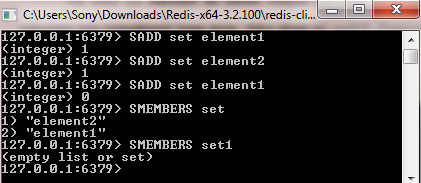 C:\Users\Sony\Downloads\Redis-x64-3.2.100\redis-cli...
127.0.0.1:6379> SADD set element1
(integer) 1
127.0.0.1:6379> SADD set element2
(integer) 1
127.0.0.1:6379> SADD set element1
(integer) 0
127.0.0.1:6379> SMEMBERS set
1) "element2"
2) "element1"
127.0.0.1:6379> SMEMBERS set1
(empty list or set)
127.0.0.1:6379>